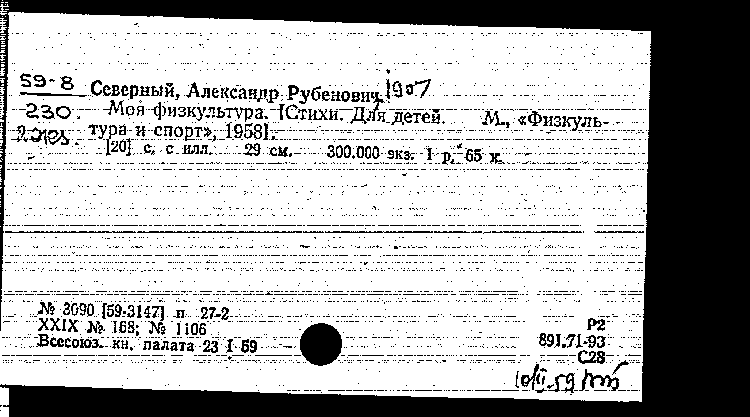 59-8 Северный, Александр Рубенович, 1907
230. Моя физкультура. [Стихи. Для детей. М., «Физкуль-
тура и спорт», 1958].
[20] с. с илл. 29 см. 300.000 экз. 1 р. 65 к.
№ 3090 [59-3147] п 27-2
XXIX № 168; № 1106
Всесоюз. кн. палата 23 I 59
Р2
891.71-93
С28